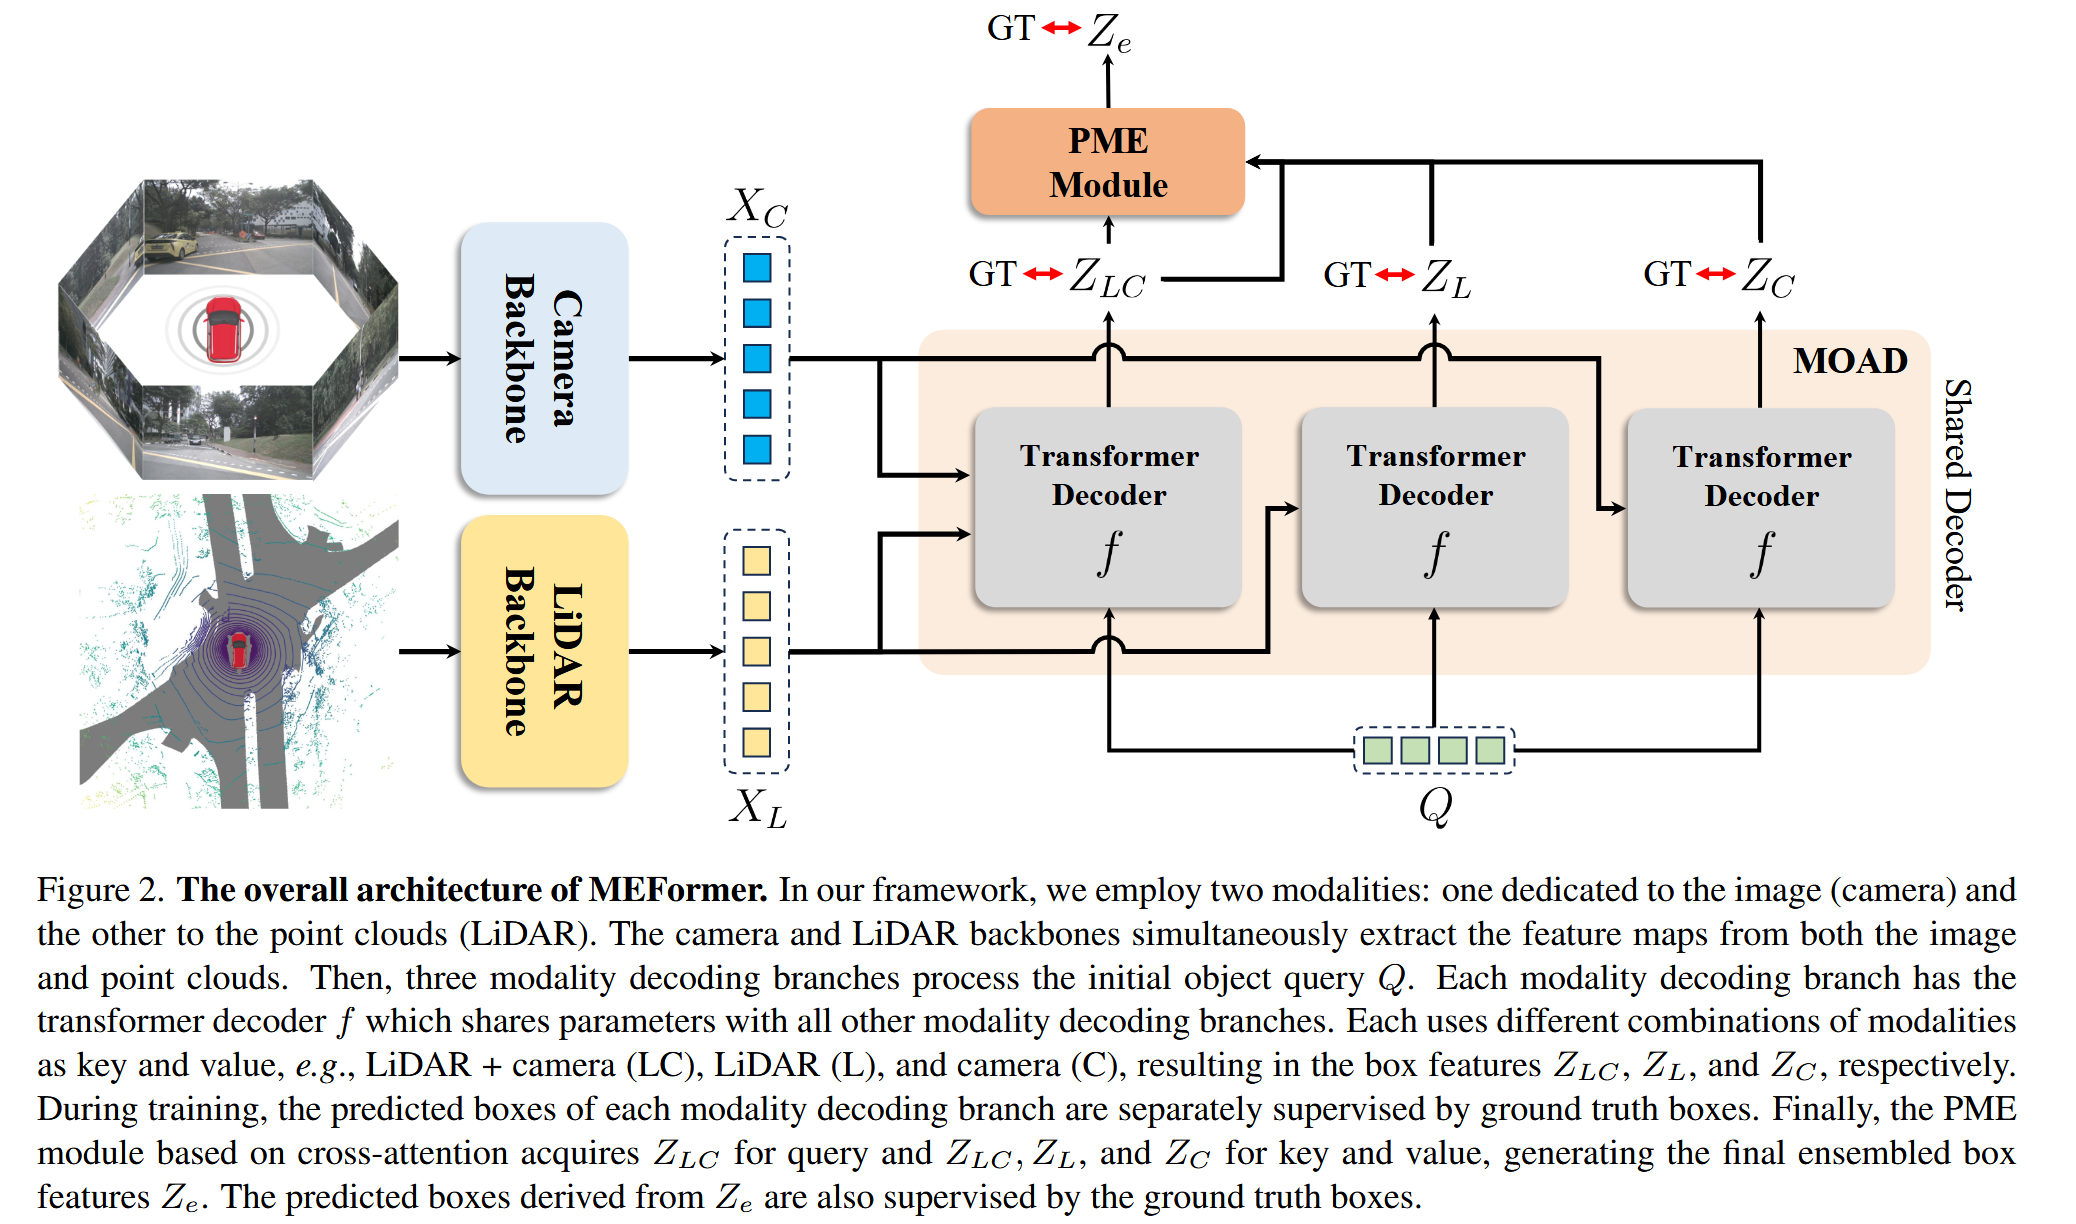 GT ↔ Z_e
PME
Module
X_C
GT ↔ Z_{LC}
GT ↔ Z_L
GT ↔ Z_C
Camera
Backbone
MOAD
Shared Decoder
Transformer
Decoder
f
Transformer
Decoder
f
Transformer
Decoder
f
LiDAR
Backbone
X_L
Q
Figure 2. The overall architecture of MEFormer. In our framework, we employ two modalities: one dedicated to the image (camera) and
the other to the point clouds (LiDAR). The camera and LiDAR backbones simultaneously extract the feature maps from both the image
and point clouds. Then, three modality decoding branches process the initial object query Q. Each modality decoding branch has the
transformer decoder f which shares parameters with all other modality decoding branches. Each uses different combinations of modalities
as key and value, e.g., LiDAR + camera (LC), LiDAR (L), and camera (C), resulting in the box features Z_{LC}, Z_L, and Z_C, respectively.
During training, the predicted boxes of each modality decoding branch are separately supervised by ground truth boxes. Finally, the PME
module based on cross-attention acquires Z_{LC} for query and Z_{LC}, Z_L, and Z_C for key and value, generating the final ensembled box
features Z_e. The predicted boxes derived from Z_e are also supervised by the ground truth boxes.